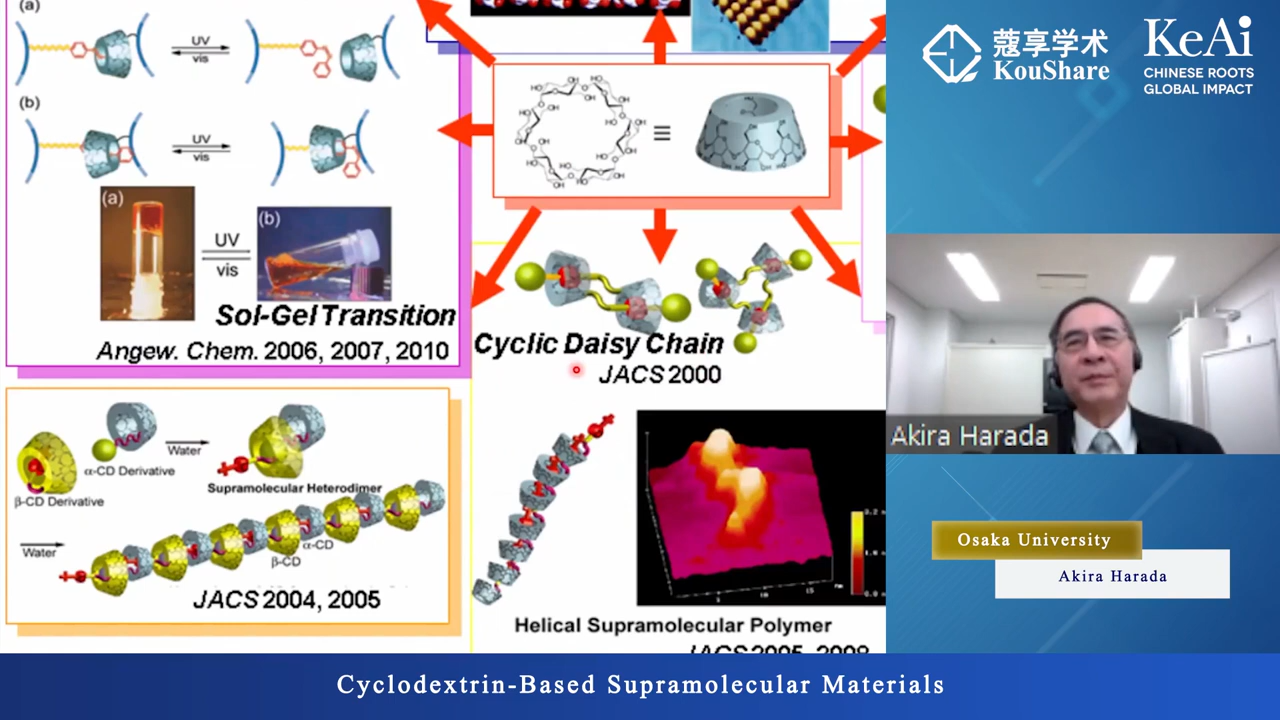 (a)
UV
vis
(b)
UV
vis
(a)
UV
vis
(b)
Sol-Gel Transition
Angew. Chem. 2006, 2007, 2010
≡
Cyclic Daisy Chain
JACS 2000
β-CD Derivative
α-CD Derivative
Water
Supramolecular Heterodimer
Water
α-CD
β-CD
JACS 2004, 2005
Helical Supramolecular Polymer
蔻享学术
KouShare
KeAi
CHINESE ROOTS
GLOBAL IMPACT
Akira Harada
Osaka University
Akira Harada
Cyclodextrin-Based Supramolecular Materials